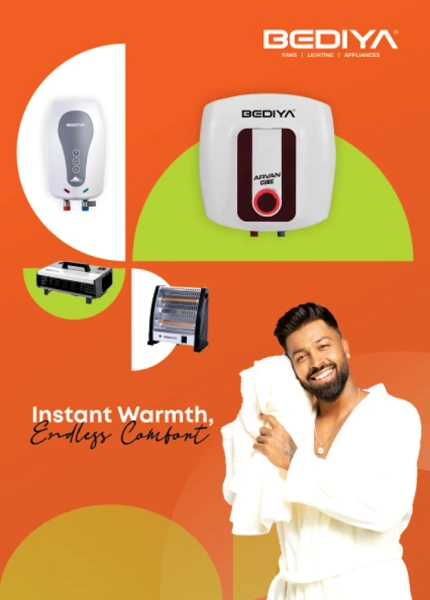 BEDIYA®
FANS | LIGHTING | APPLIANCES
BEDIYA
BEDIYA
ARVAN
CUBE
Instant Warmth,
Endless Comfort